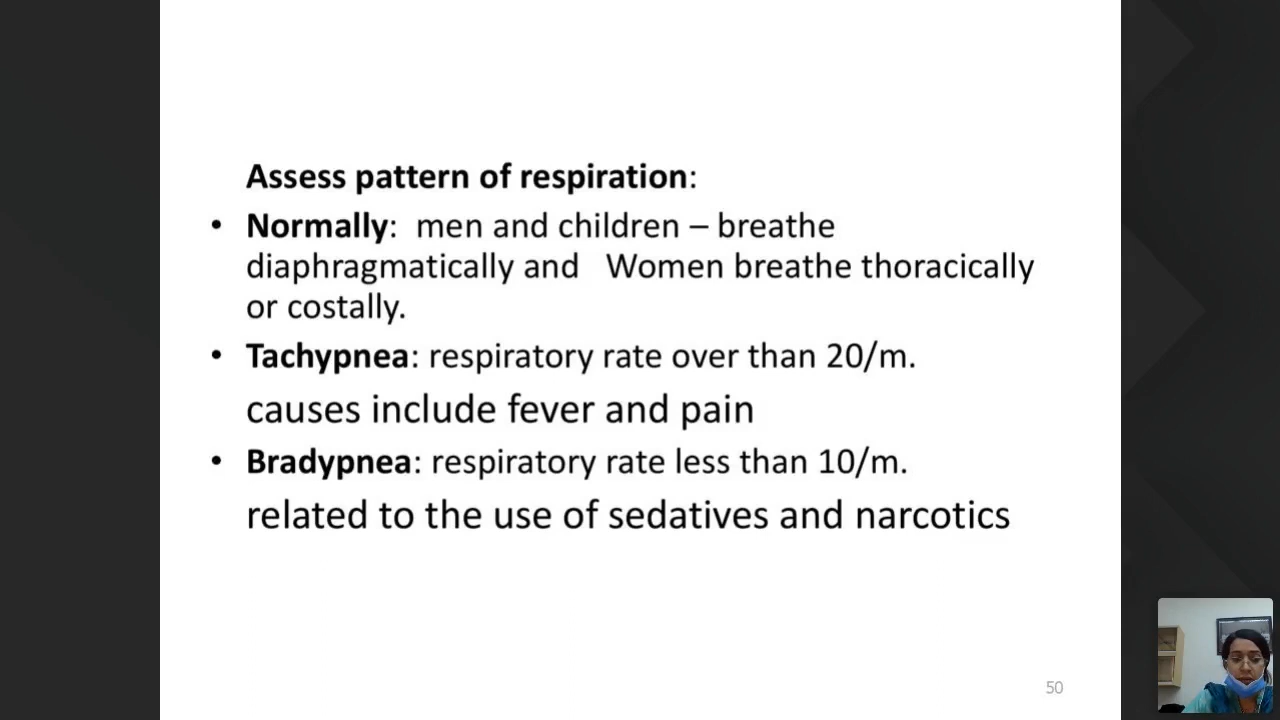 Assess pattern of respiration:
• Normally: men and children – breathe
diaphragmatically and Women breathe thoracically
or costally.
• Tachypnea: respiratory rate over than 20/m.
causes include fever and pain
• Bradypnea: respiratory rate less than 10/m.
related to the use of sedatives and narcotics
50